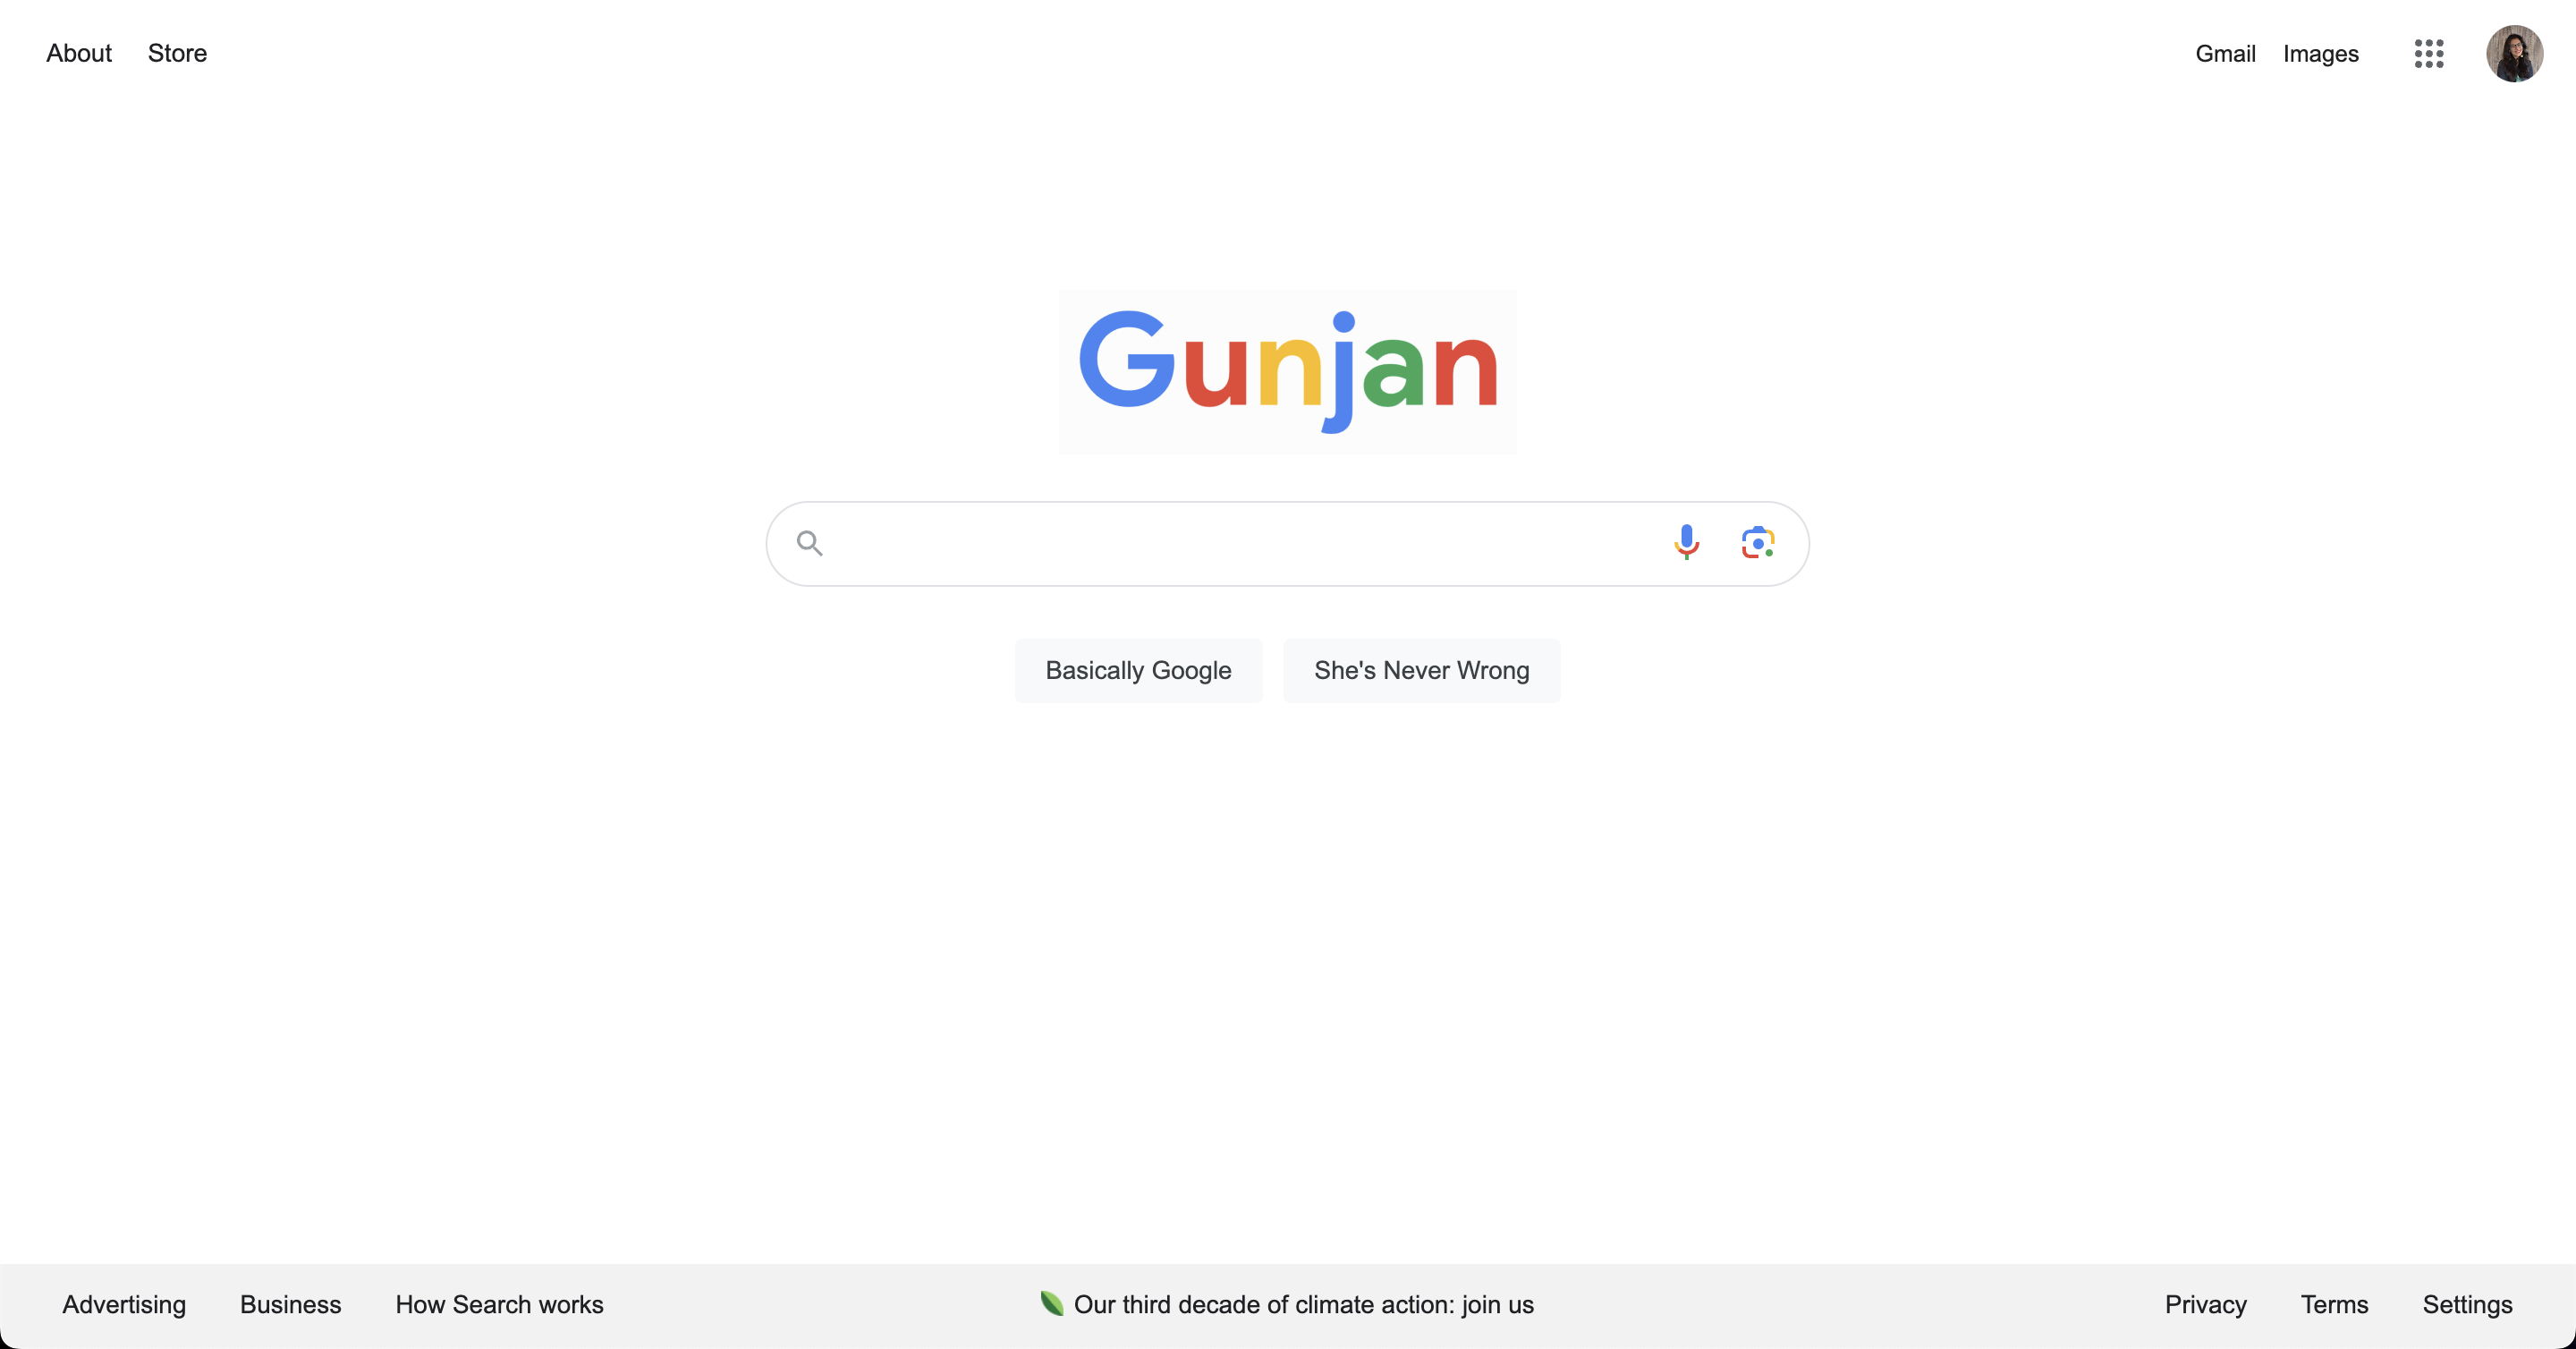 About Store Gmail Images
Gunjan
Basically Google She's Never Wrong
Advertising Business How Search works Our third decade of climate action: join us Privacy Terms Settings